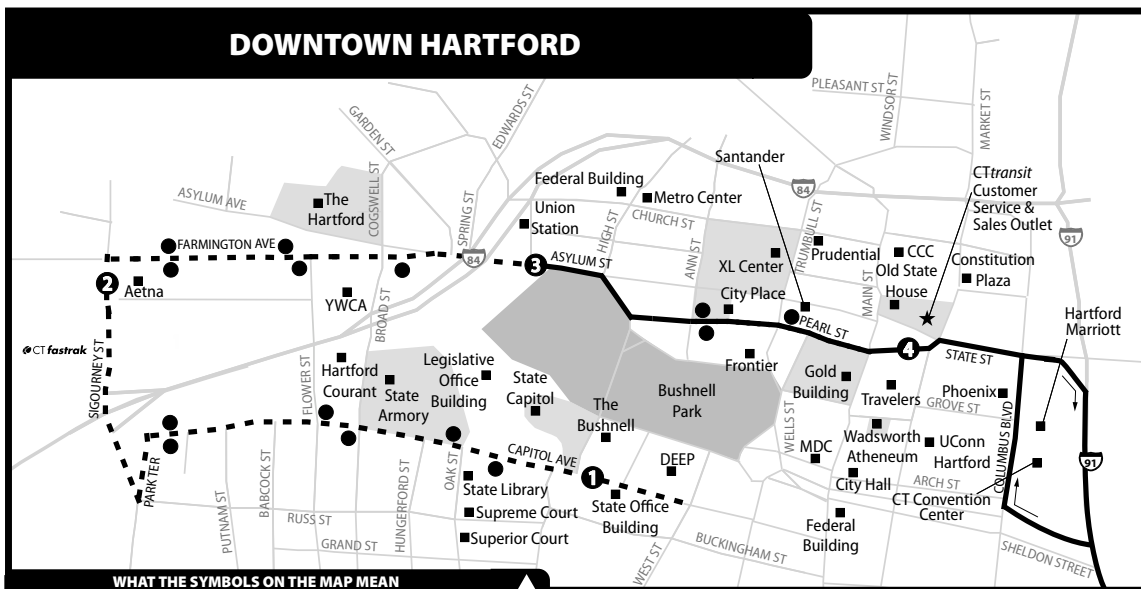 DOWNTOWN HARTFORD
PLEASANT ST
WINDSOR ST
MARKET ST
EDWARDS ST
GARDEN ST
COGSWELL ST
SPRING ST
ASYLUM AVE
The
Hartford
FARMINGTON AVE
Federal Building
Metro Center
Union
Station
HIGH ST
CHURCH ST
ANN ST
TRUMBULL ST
Santander
84
CTtransit
Customer
Service &
Sales Outlet
91
84
3
ASYLUM ST
XL Center
Prudential
CCC
Old State
House
Constitution
Plaza
MAIN ST
City Place
2
Aetna
YWCA
BROAD ST
PEARL ST
4
STATE ST
Hartford
Marriott
CT fastrak
SIGOURNEY ST
FLOWER ST
Hartford
Courant
State
Armory
Legislative
Office
Building
State
Capitol
The
Bushnell
Bushnell
Park
Frontier
Gold
Building
Travelers
Phoenix
GROVE ST
WELLS ST
COLUMBUS BLVD
Wadsworth
Atheneum
UConn
Hartford
91
MDC
City Hall
ARCH ST
CT Convention
Center
DEEP
CAPITOL AVE
1
State Office
Building
OAK ST
State Library
Supreme Court
Superior Court
PARK TER
PUTNAM ST
BABCOCK ST
HUNGERFORD ST
RUSS ST
GRAND ST
WEST ST
BUCKINGHAM ST
Federal
Building
SHELDON STREET
WHAT THE SYMBOLS ON THE MAP MEAN